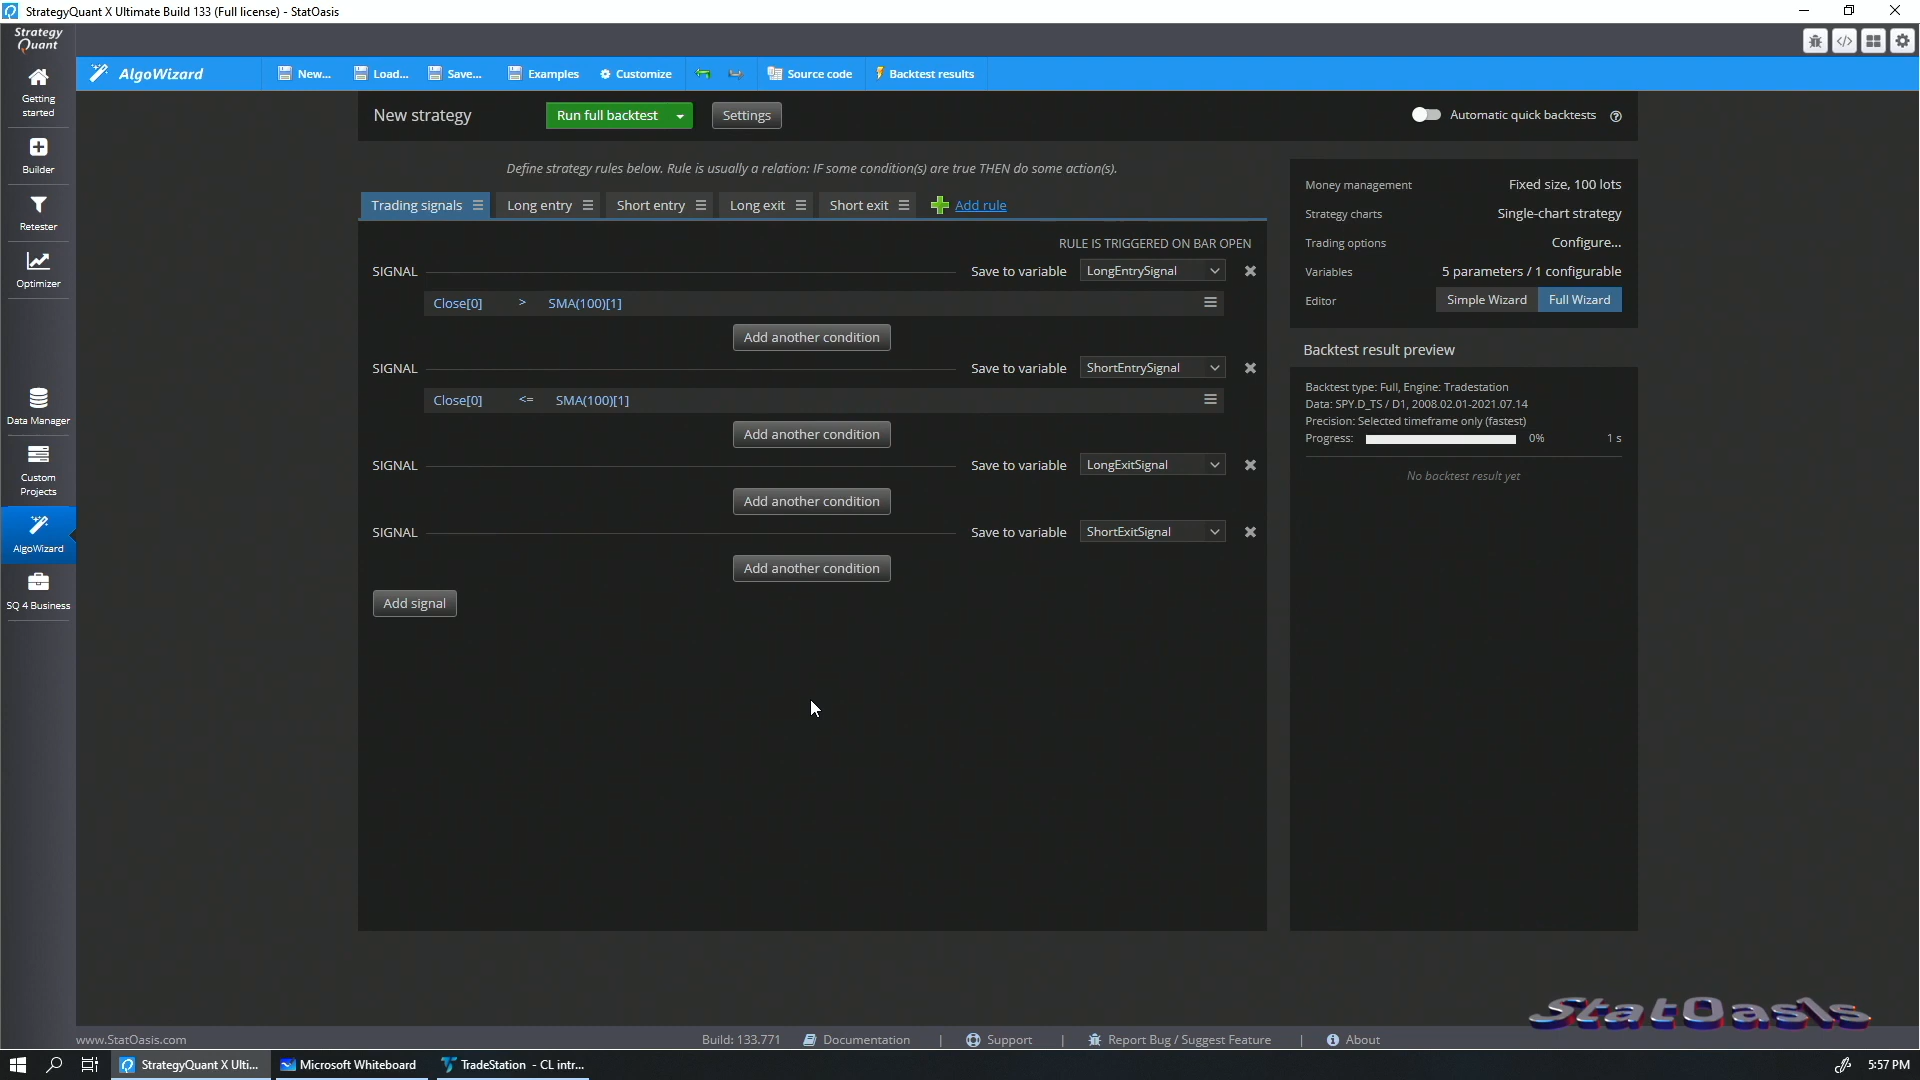 StrategyQuant X Ultimate Build 133 (Full license) - StatOasis
Strategy
Quant
AlgoWizard
New...
Load...
Save...
Examples
Customize
Source code
Backtest results
Getting
started
Builder
Retester
Optimizer
Data Manager
Custom
Projects
AlgoWizard
SQ 4 Business
New strategy
Run full backtest
Settings
Automatic quick backtests
Define strategy rules below. Rule is usually a relation: IF some condition(s) are true THEN do some action(s).
Trading signals
Long entry
Short entry
Long exit
Short exit
Add rule
RULE IS TRIGGERED ON BAR OPEN
SIGNAL Save to variable LongEntrySignal
Close[0] > SMA(100)[1]
Add another condition
SIGNAL Save to variable ShortEntrySignal
Close[0] <= SMA(100)[1]
Add another condition
SIGNAL Save to variable LongExitSignal
Add another condition
SIGNAL Save to variable ShortExitSignal
Add another condition
Add signal
Money management Fixed size, 100 lots
Strategy charts Single-chart strategy
Trading options Configure...
Variables 5 parameters / 1 configurable
Editor Simple Wizard Full Wizard
Backtest result preview
Backtest type: Full, Engine: Tradestation
Data: SPY.D_TS / D1, 2008.02.01-2021.07.14
Precision: Selected timeframe only (fastest)
Progress: 0% 1 s
No backtest result yet
StatOasis
www.StatOasis.com
Build: 133.771
Documentation
|
Support
|
Report Bug / Suggest Feature
|
About
StrategyQuant X Ulti...
Microsoft Whiteboard
TradeStation - CL intr...
5:57 PM